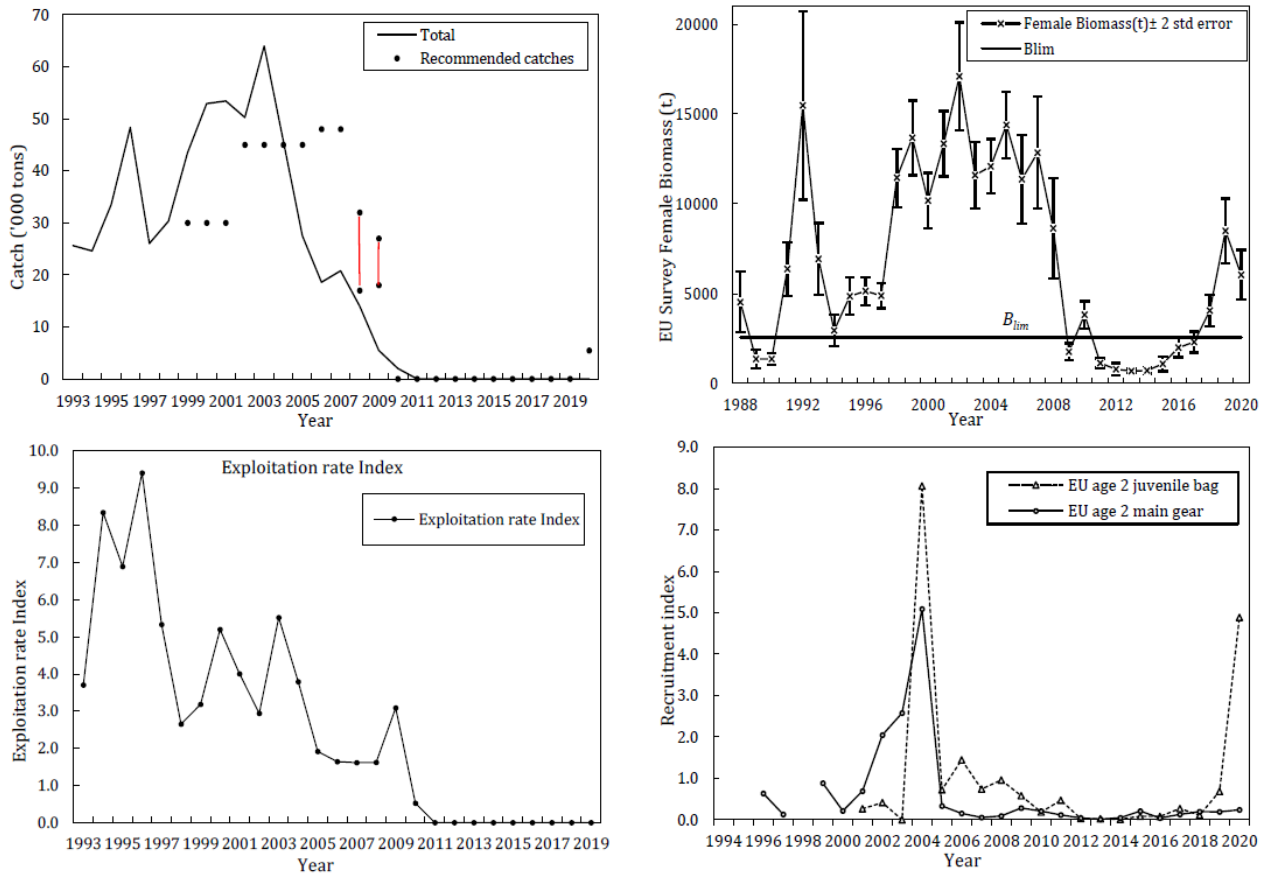 70
60
50
40
30
20
10
0
Catch ('000 tons)
Total
Recommended catches
1993 1995 1997 1999 2001 2003 2005 2007 2009 2011 2013 2015 2017 2019
Year
20000
15000
10000
5000
0
EU Survey Female Biomass (t.)
Female Biomass(t)± 2 std error
Blim
Blim
1988 1992 1996 2000 2004 2008 2012 2016 2020
Year
Exploitation rate Index
10.0
9.0
8.0
7.0
6.0
5.0
4.0
3.0
2.0
1.0
0.0
Exploitation rate Index
Exploitation rate Index
1993 1995 1997 1999 2001 2003 2005 2007 2009 2011 2013 2015 2017 2019
Year
9.0
8.0
7.0
6.0
5.0
4.0
3.0
2.0
1.0
0.0
Recruitment index
EU age 2 juvenile bag
EU age 2 main gear
1994 1996 1998 2000 2002 2004 2006 2008 2010 2012 2014 2016 2018 2020
Year